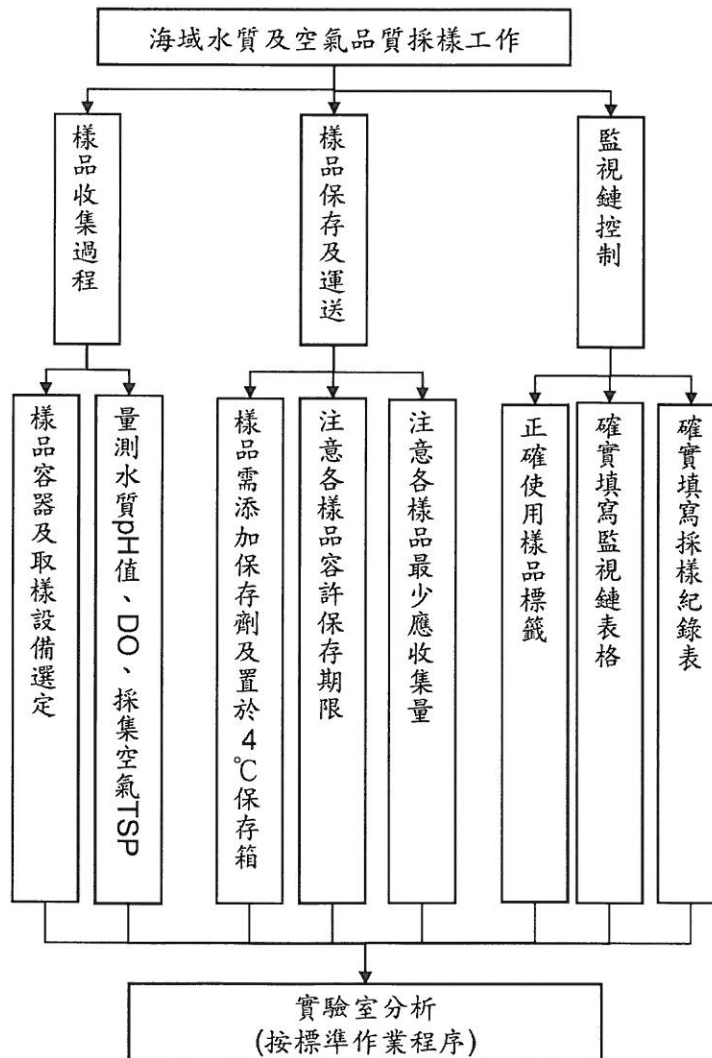 海域水質及空氣品質採樣工作
樣品收集過程
樣品保存及運送
監視鏈控制
樣品容器及取樣設備選定
量測水質pH值、DO、採集空氣TSP
樣品需添加保存劑及置於4℃保存箱
注意各樣品容許保存期限
注意各樣品最少應收集量
正確使用樣品標籤
確實填寫監視鏈表格
確實填寫採樣紀錄表
實驗室分析
(按標準作業程序)